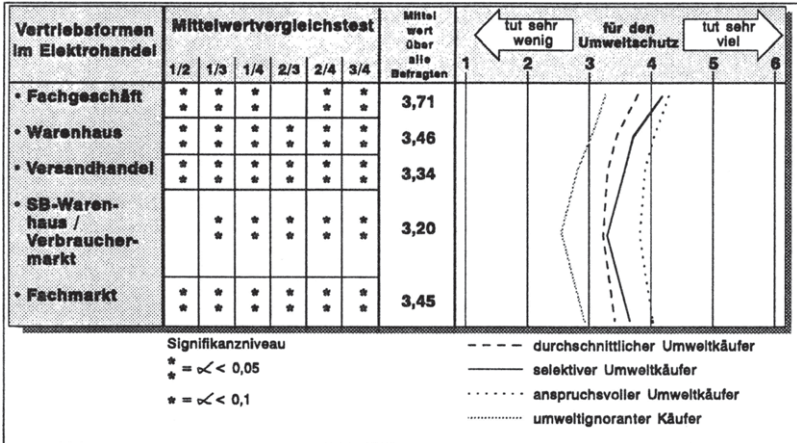 Vertriebsformen
im Elektrohandel
Mittelwertvergleichstest
1/2 1/3 1/4 2/3 2/4 3/4
Mittel
wert
über
alle
Befragten
tut sehr
wenig
für den
Umweltschutz
tut sehr
viel
1 2 3 4 5 6
• Fachgeschäft
* * * * *
* * * * *
3,71
• Warenhaus
* * * * * *
* * * * * *
3,46
• Versandhandel
* * * * * *
* * * * * *
3,34
• SB-Waren-
haus /
Verbraucher-
markt
* * * * *
* * * * *
3,20
• Fachmarkt
* * * * * *
* * * * * *
3,45
Signifikanzniveau
*
* = ∝ < 0,05
* = ∝ < 0,1
durchschnittlicher Umweltkäufer
selektiver Umweltkäufer
anspruchsvoller Umweltkäufer
umweltignoranter Käufer